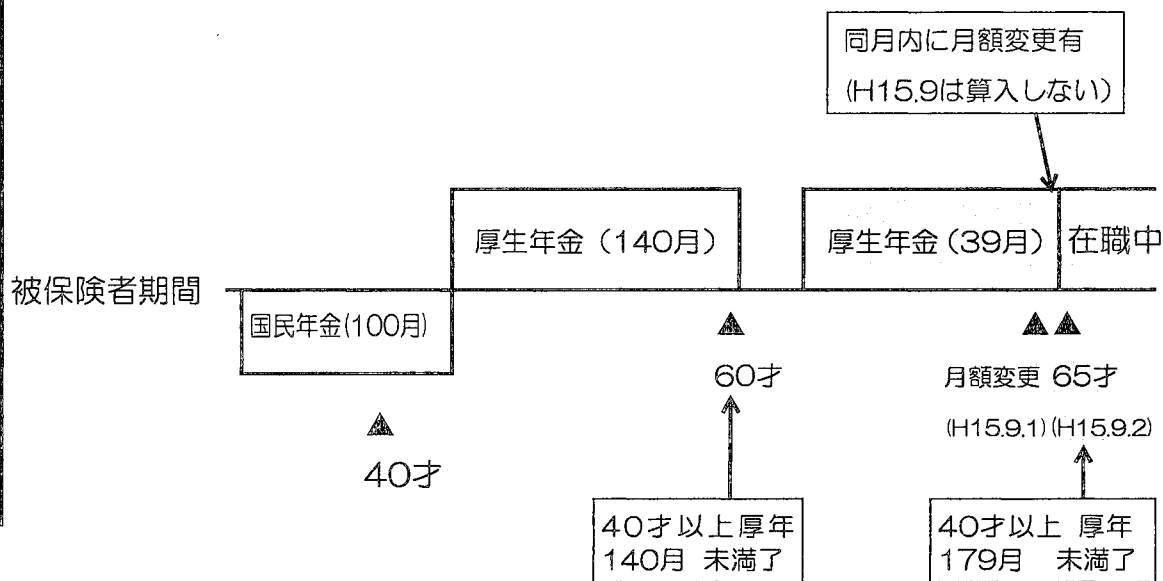 同月内に月額変更有
(H15.9は算入しない)
厚生年金（140月）
厚生年金（39月）
在職中
被保険者期間
国民年金(100月)
60才
月額変更 65才
(H15.9.1)(H15.9.2)
40才
40才以上厚年
140月 未満了
40才以上 厚年
179月 未満了